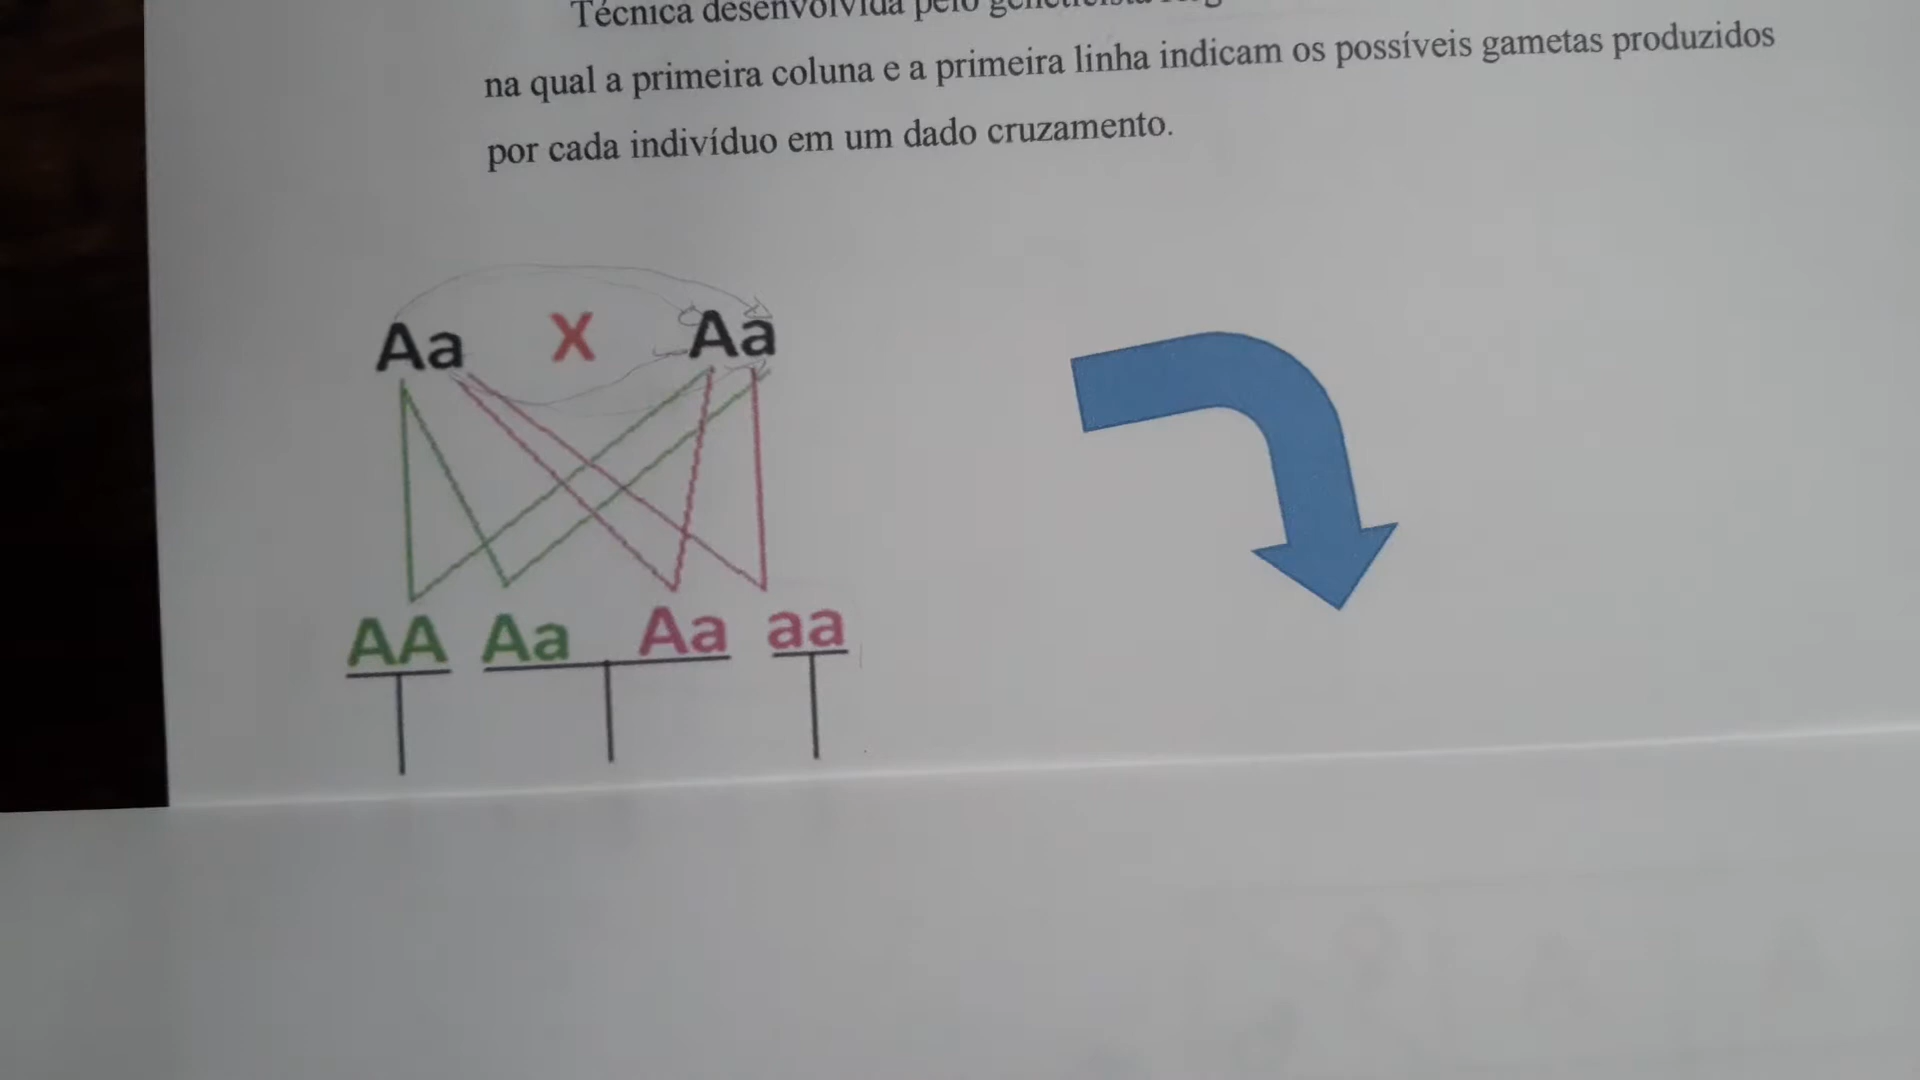 Técnica desenvolvida pelo geneticista
na qual a primeira coluna e a primeira linha indicam os possíveis gametas produzidos
por cada indivíduo em um dado cruzamento.
Aa X Aa
AA Aa Aa aa